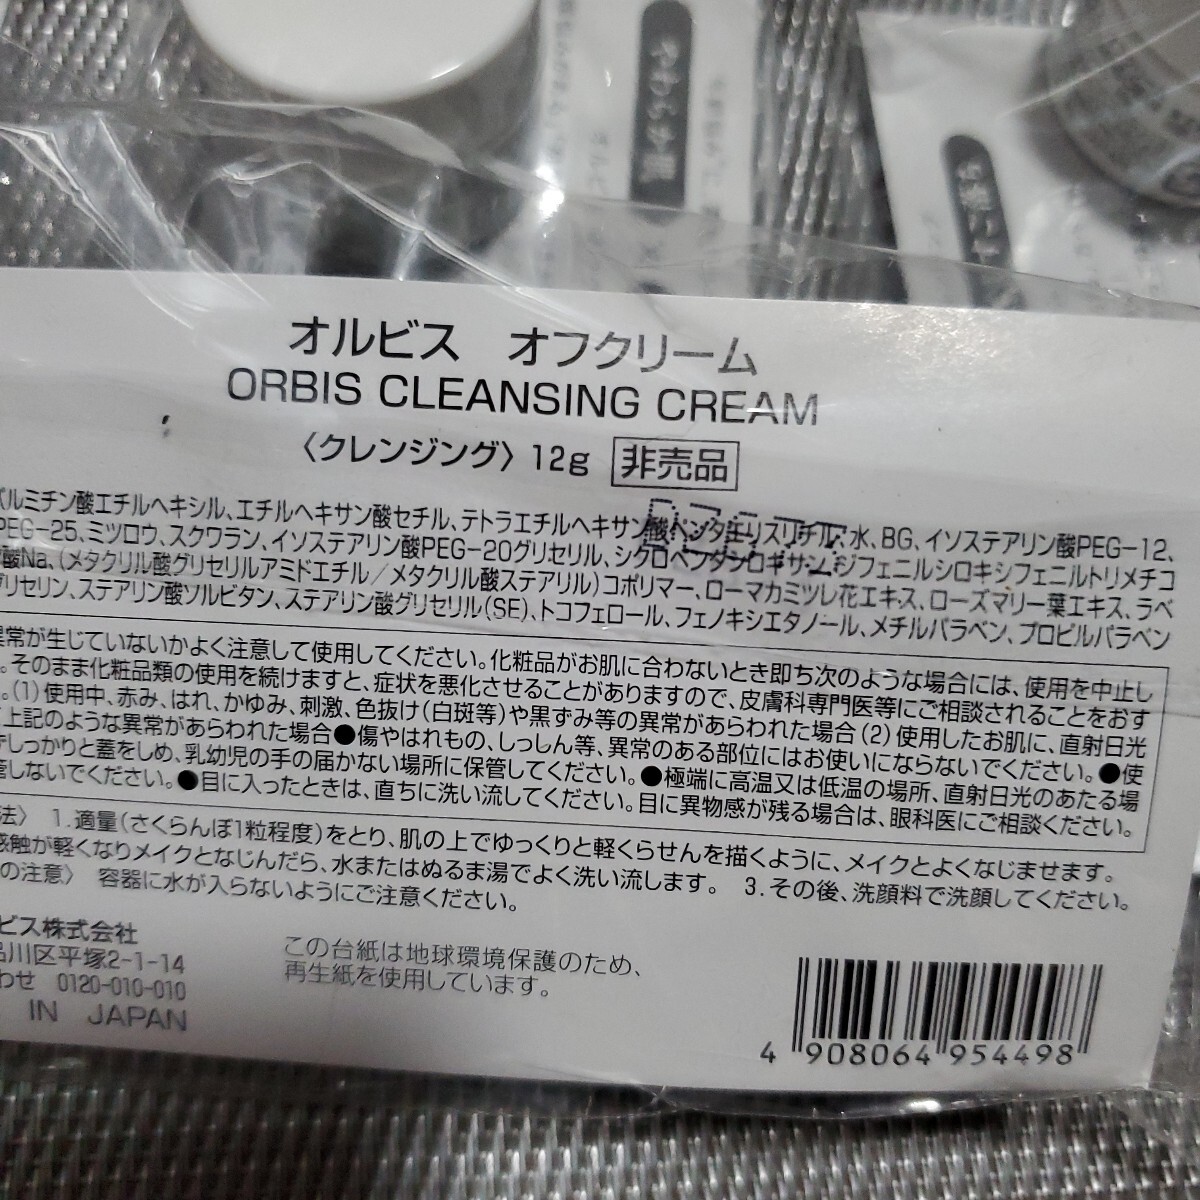 やわらか肌
オルビス オフクリーム
ORBIS CLEANSING CREAM
〈クレンジング〉12g 非売品
パルミチン酸エチルヘキシル、エチルヘキサン酸セチル、テトラエチルヘキサン酸ペンタエリスリチル、水、BG、イソステアリン酸PEG-12、
PEG-25、ミツロウ、スクワラン、イソステアリン酸PEG-20グリセリル、シクロペンタシロキサン、ジフェニルシロキシフェニルトリメチコ
酸Na、(メタクリル酸グリセリルアミドエチル/メタクリル酸ステアリル)コポリマー、ローマカミツレ花エキス、ローズマリー葉エキス、ラベ
グリセリン、ステアリン酸ソルビタン、ステアリン酸グリセリル(SE)、トコフェロール、フェノキシエタノール、メチルパラベン、プロピルパラベン
異常が生じていないかよく注意して使用してください。化粧品がお肌に合わないとき即ち次のような場合には、使用を中止し
。そのまま化粧品類の使用を続けますと、症状を悪化させることがありますので、皮膚科専門医等にご相談されることをおす
。(1)使用中、赤み、はれ、かゆみ、刺激、色抜け(白斑等)や黒ずみ等の異常があらわれた場合(2)使用したお肌に、直射日光
上記のような異常があらわれた場合●傷やはれもの、しっしん等、異常のある部位にはお使いにならないでください。●使
しっかりと蓋をしめ、乳幼児の手の届かない場所に保管してください。●極端に高温又は低温の場所、直射日光のあたる場
管しないでください。●目に入ったときは、直ちに洗い流してください。目に異物感が残る場合は、眼科医にご相談ください。
法〉 1.適量(さくらんぼ1粒程度)をとり、肌の上でゆっくりと軽くらせんを描くように、メイクとよくなじませます。
感触が軽くなりメイクとなじんだら、水またはぬるま湯でよく洗い流します。 3.その後、洗顔料で洗顔してください。
の注意〉 容器に水が入らないようにご注意ください。
ビス株式会社
品川区平塚2-1-14
わせ 0120-010-010
IN JAPAN
この台紙は地球環境保護のため、
再生紙を使用しています。
4 908064 954498